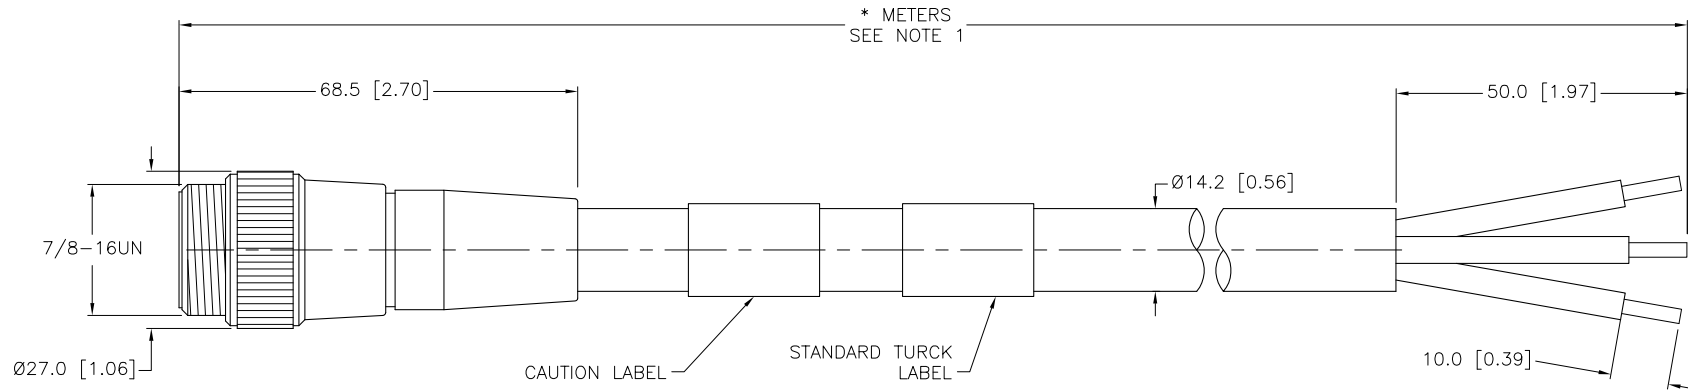 * METERS
SEE NOTE 1
68.5 [2.70]
50.0 [1.97]
Ø14.2 [0.56]
7/8-16UN
Ø27.0 [1.06]
CAUTION LABEL
STANDARD TURCK
LABEL
10.0 [0.39]